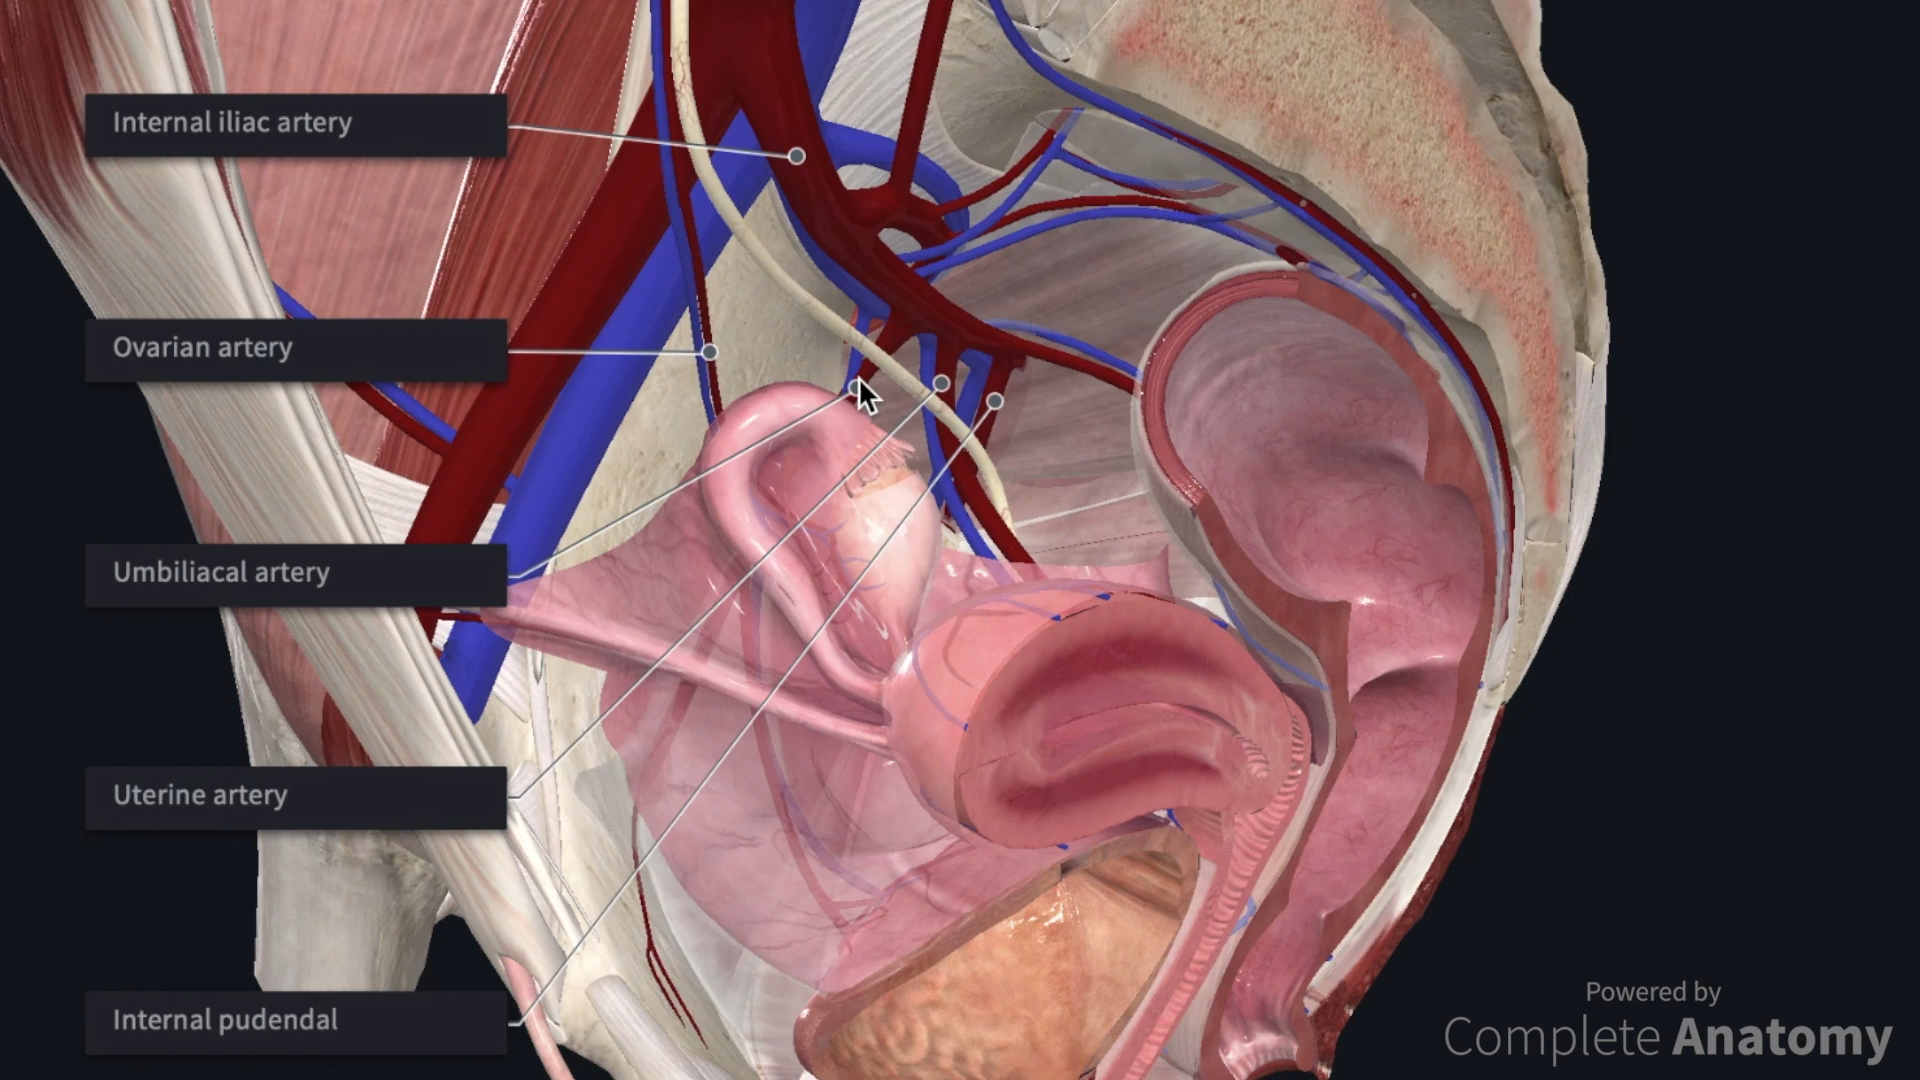 Internal iliac artery
Ovarian artery
Umbiliacal artery
Uterine artery
Internal pudendal
Powered by
Complete Anatomy